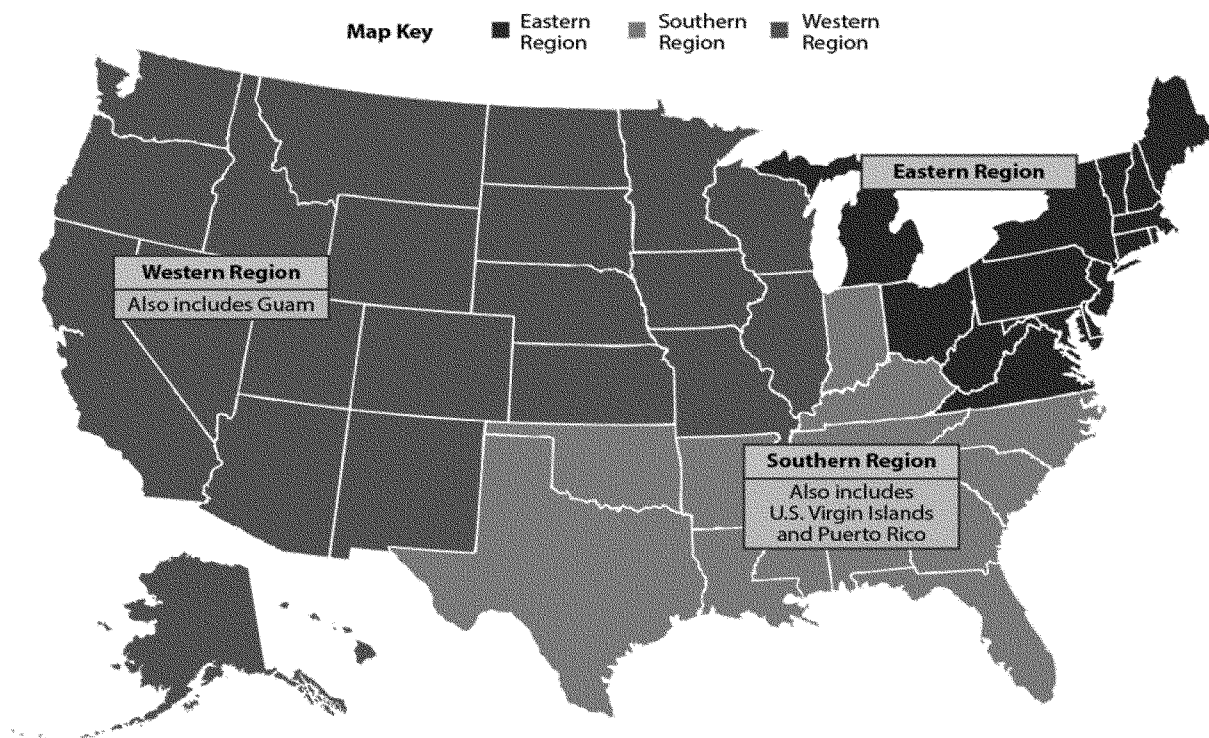 Map Key
Eastern
Region
Southern
Region
Western
Region
Eastern Region
Western Region
Also includes Guam
Southern Region
Also includes
U.S. Virgin Islands
and Puerto Rico